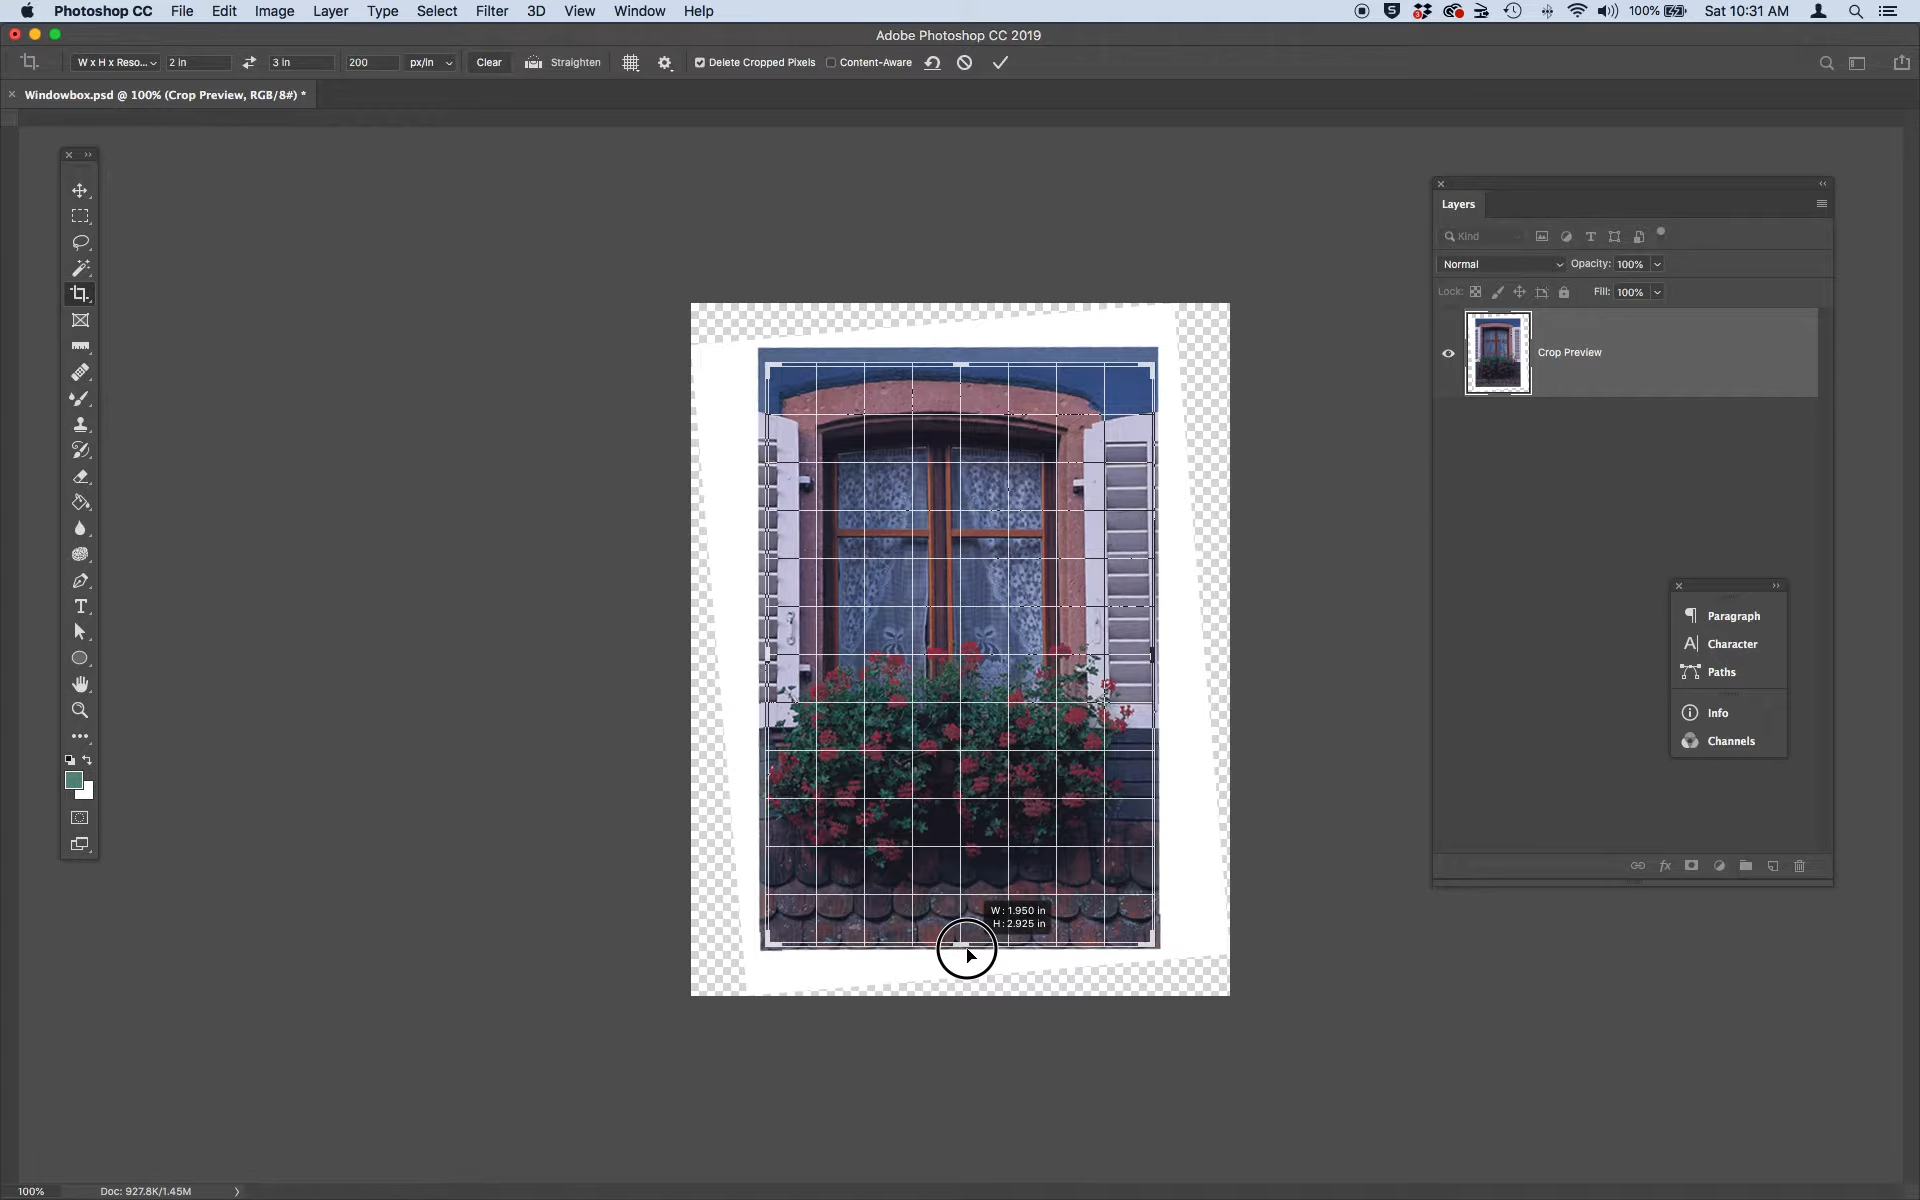 Photoshop CC File Edit Image Layer Type Select Filter 3D View Window Help 100% Sat 10:31 AM
Adobe Photoshop CC 2019
W x H x Reso... 2 in 3 in 200 px/in Clear Straighten Delete Cropped Pixels Content-Aware
Windowbox.psd @ 100% (Crop Preview, RGB/8#) *
Layers
Kind
Normal Opacity: 100%
Lock: Fill: 100%
Crop Preview
Paragraph
Character
Paths
Info
Channels
W : 1.950 in
H : 2.925 in
100% Doc: 927.8K/1.45M